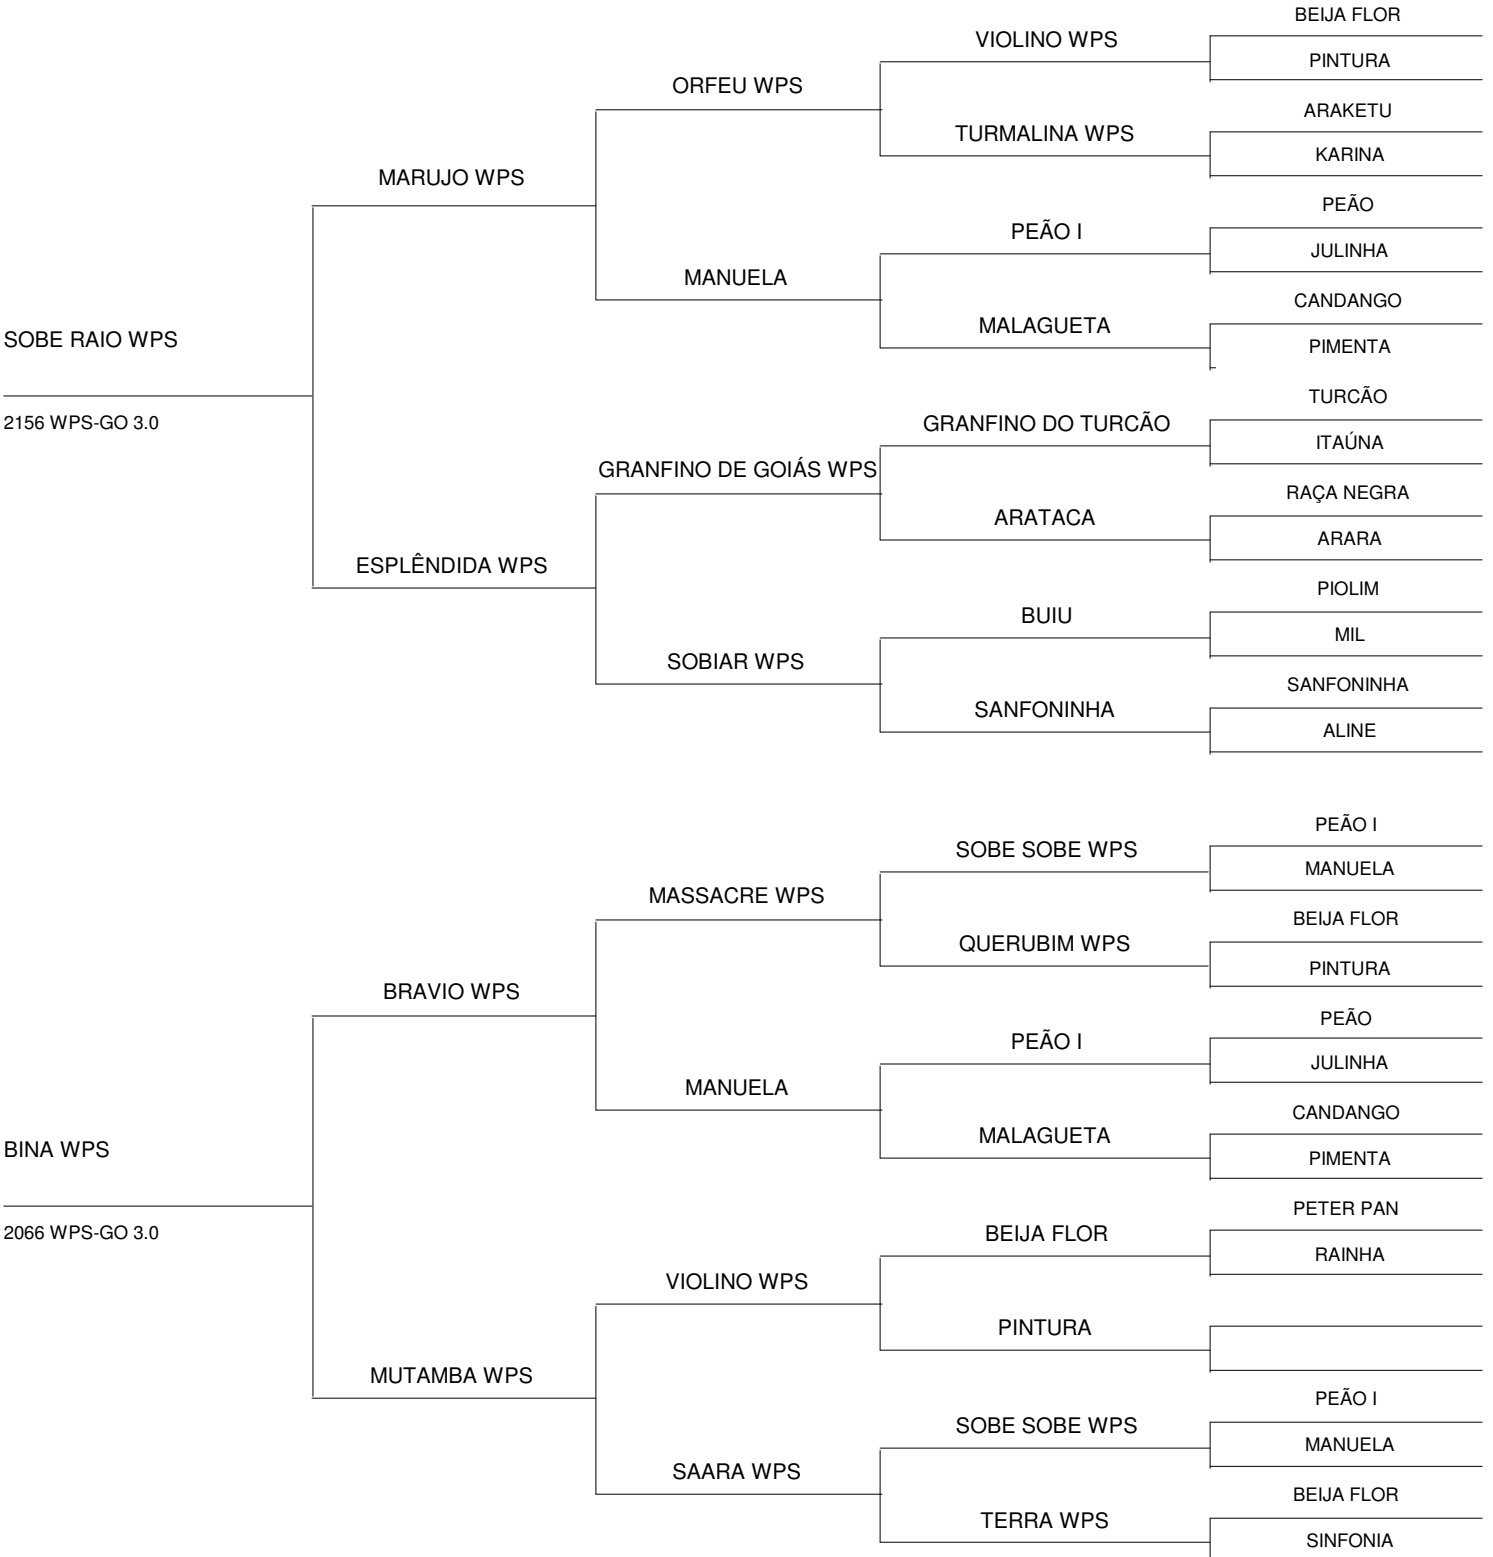 BEIJA FLOR
VIOLINO WPS
PINTURA
ORFEU WPS
ARAKETU
TURMALINA WPS
KARINA
MARUJO WPS
PEÃO
PEÃO I
JULINHA
MANUELA
CANDANGO
MALAGUETA
PIMENTA
SOBE RAIO WPS
2156 WPS-GO 3.0
TURCÃO
GRANFINO DO TURCÃO
ITAÚNA
GRANFINO DE GOIÁS WPS
RAÇA NEGRA
ARATACA
ARARA
ESPLÊNDIDA WPS
PIOLIM
BUIU
MIL
SOBIAR WPS
SANFONINHA
SANFONINHA
ALINE
PEÃO I
SOBE SOBE WPS
MANUELA
MASSACRE WPS
BEIJA FLOR
QUERUBIM WPS
PINTURA
BRAVIO WPS
PEÃO
PEÃO I
JULINHA
MANUELA
CANDANGO
MALAGUETA
PIMENTA
BINA WPS
2066 WPS-GO 3.0
PETER PAN
BEIJA FLOR
RAINHA
VIOLINO WPS
PINTURA
MUTAMBA WPS
PEÃO I
SOBE SOBE WPS
MANUELA
SAARA WPS
BEIJA FLOR
TERRA WPS
SINFONIA